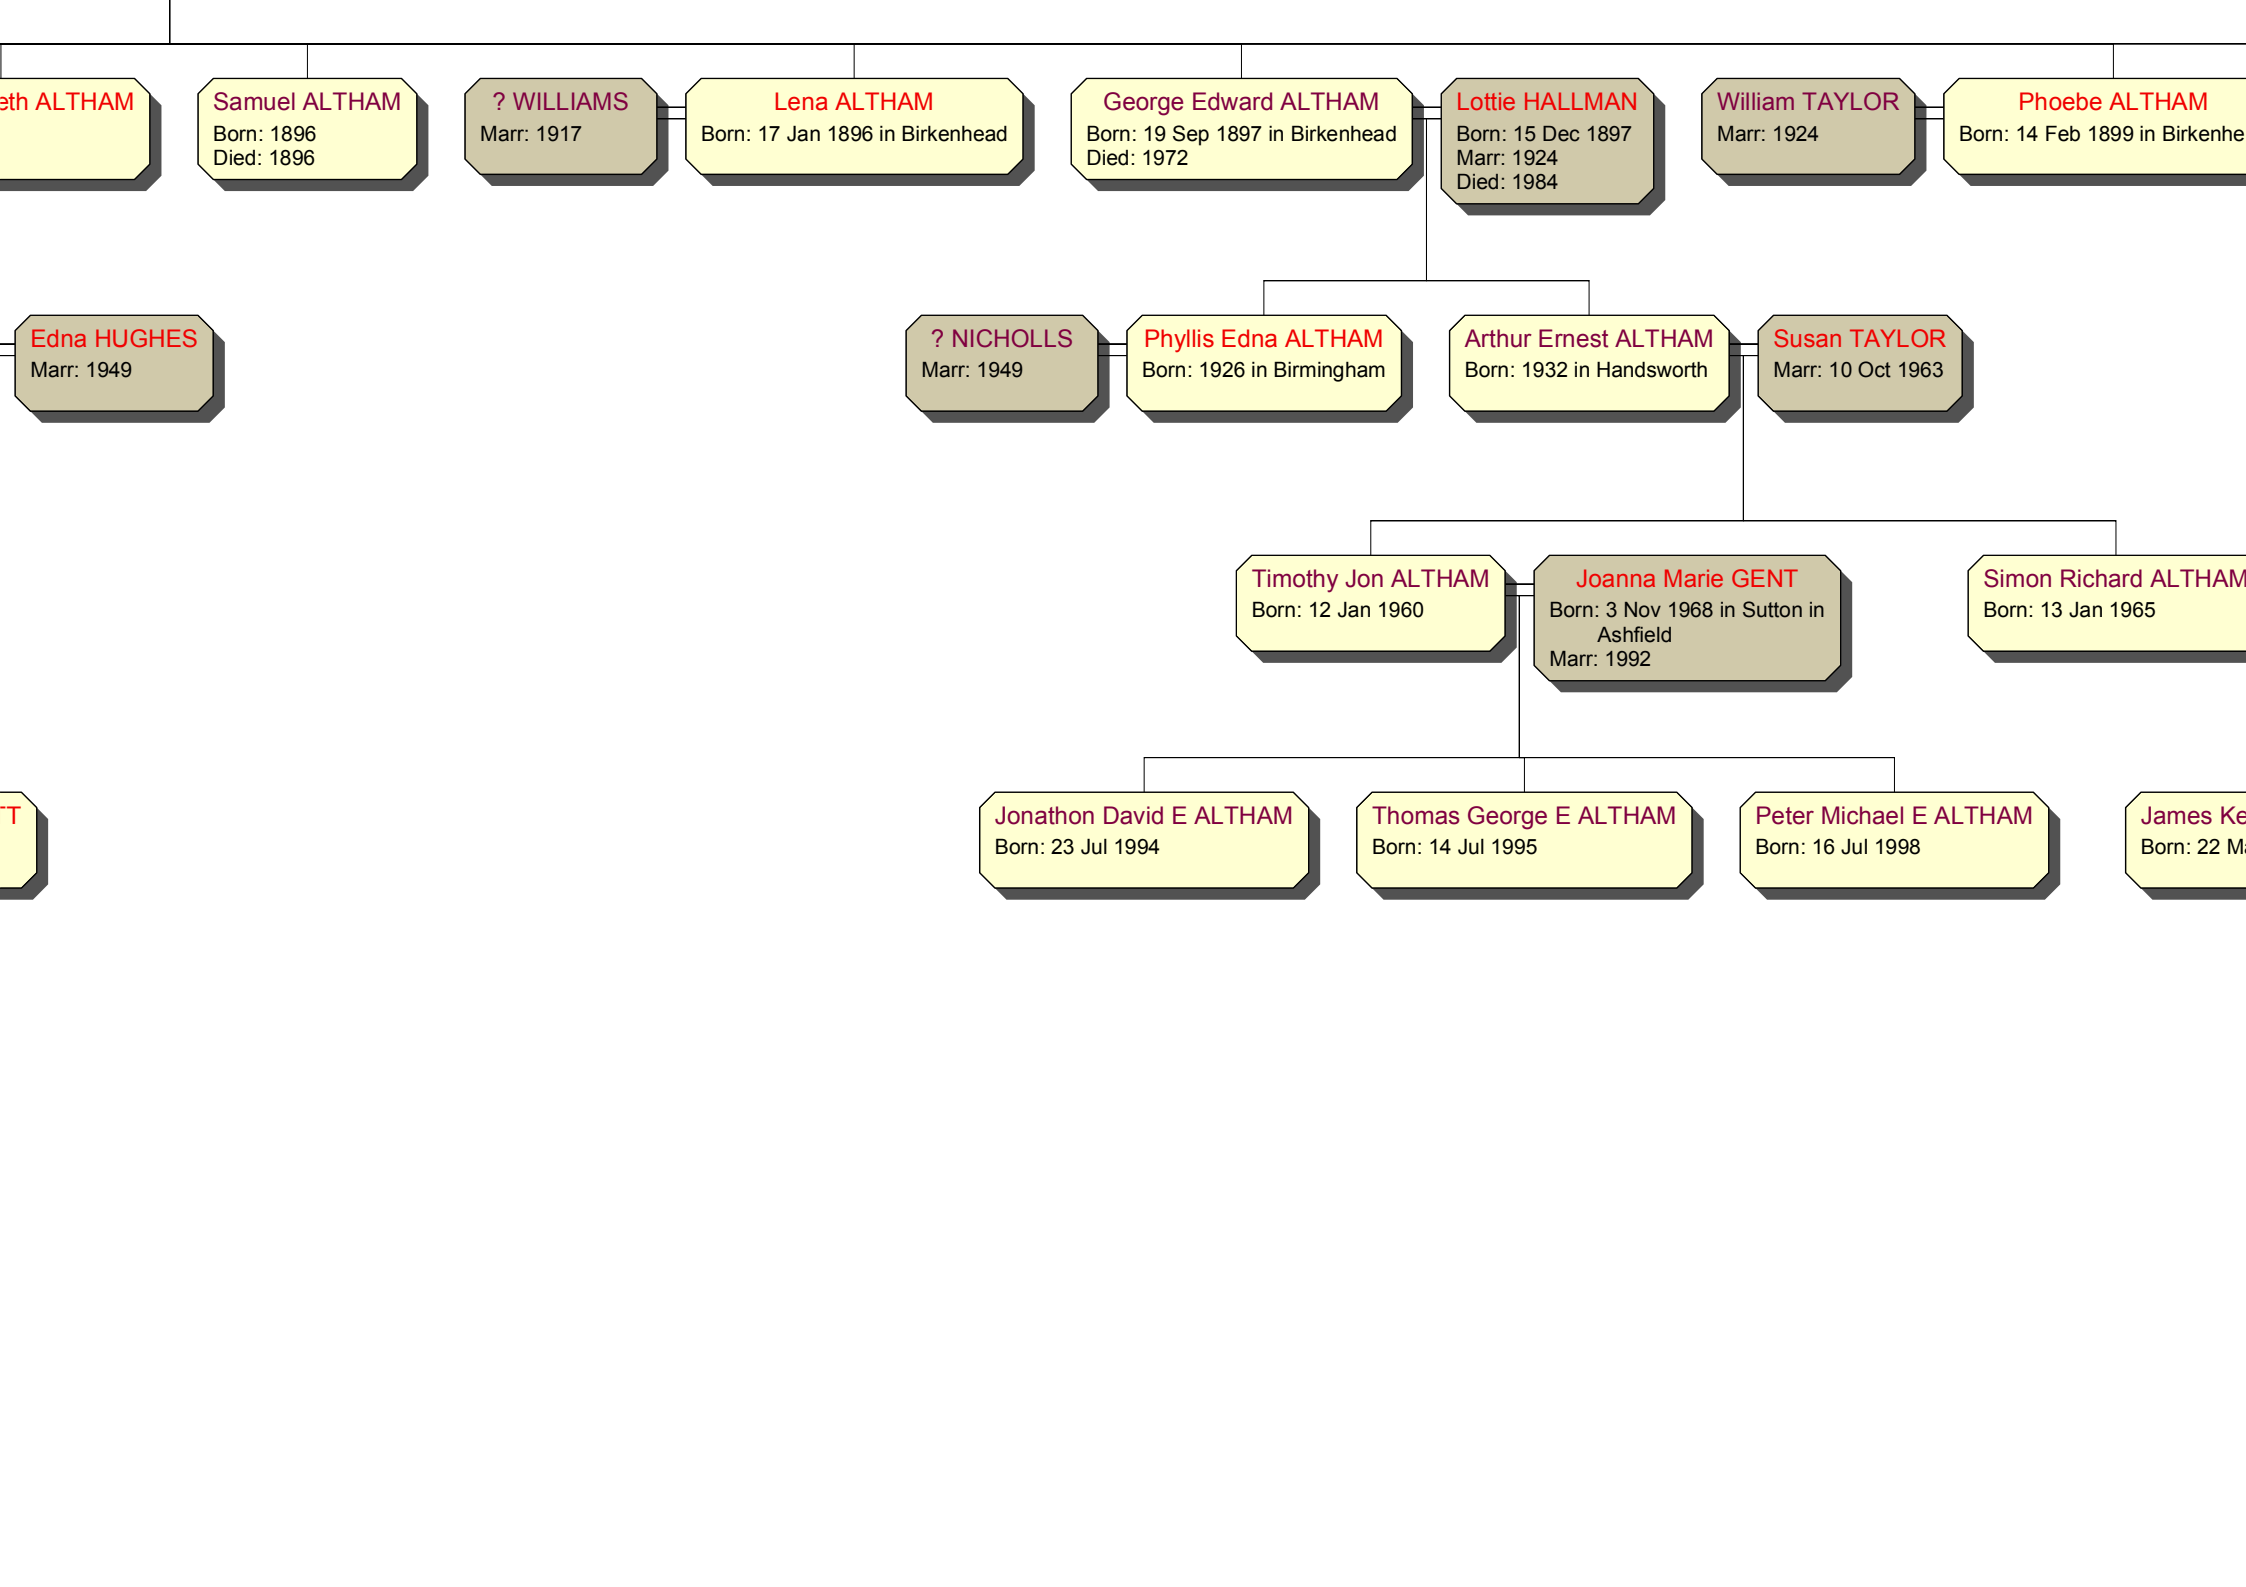 eth ALTHAM
Samuel ALTHAM
Born: 1896
Died: 1896
? WILLIAMS
Marr: 1917
Lena ALTHAM
Born: 17 Jan 1896 in Birkenhead
George Edward ALTHAM
Born: 19 Sep 1897 in Birkenhead
Died: 1972
Lottie HALLMAN
Born: 15 Dec 1897
Marr: 1924
Died: 1984
William TAYLOR
Marr: 1924
Phoebe ALTHAM
Born: 14 Feb 1899 in Birkenhe
Edna HUGHES
Marr: 1949
? NICHOLLS
Marr: 1949
Phyllis Edna ALTHAM
Born: 1926 in Birmingham
Arthur Ernest ALTHAM
Born: 1932 in Handsworth
Susan TAYLOR
Marr: 10 Oct 1963
Timothy Jon ALTHAM
Born: 12 Jan 1960
Joanna Marie GENT
Born: 3 Nov 1968 in Sutton in
Ashfield
Marr: 1992
Simon Richard ALTHAM
Born: 13 Jan 1965
Jonathon David E ALTHAM
Born: 23 Jul 1994
Thomas George E ALTHAM
Born: 14 Jul 1995
Peter Michael E ALTHAM
Born: 16 Jul 1998
James Ke
Born: 22 Ma